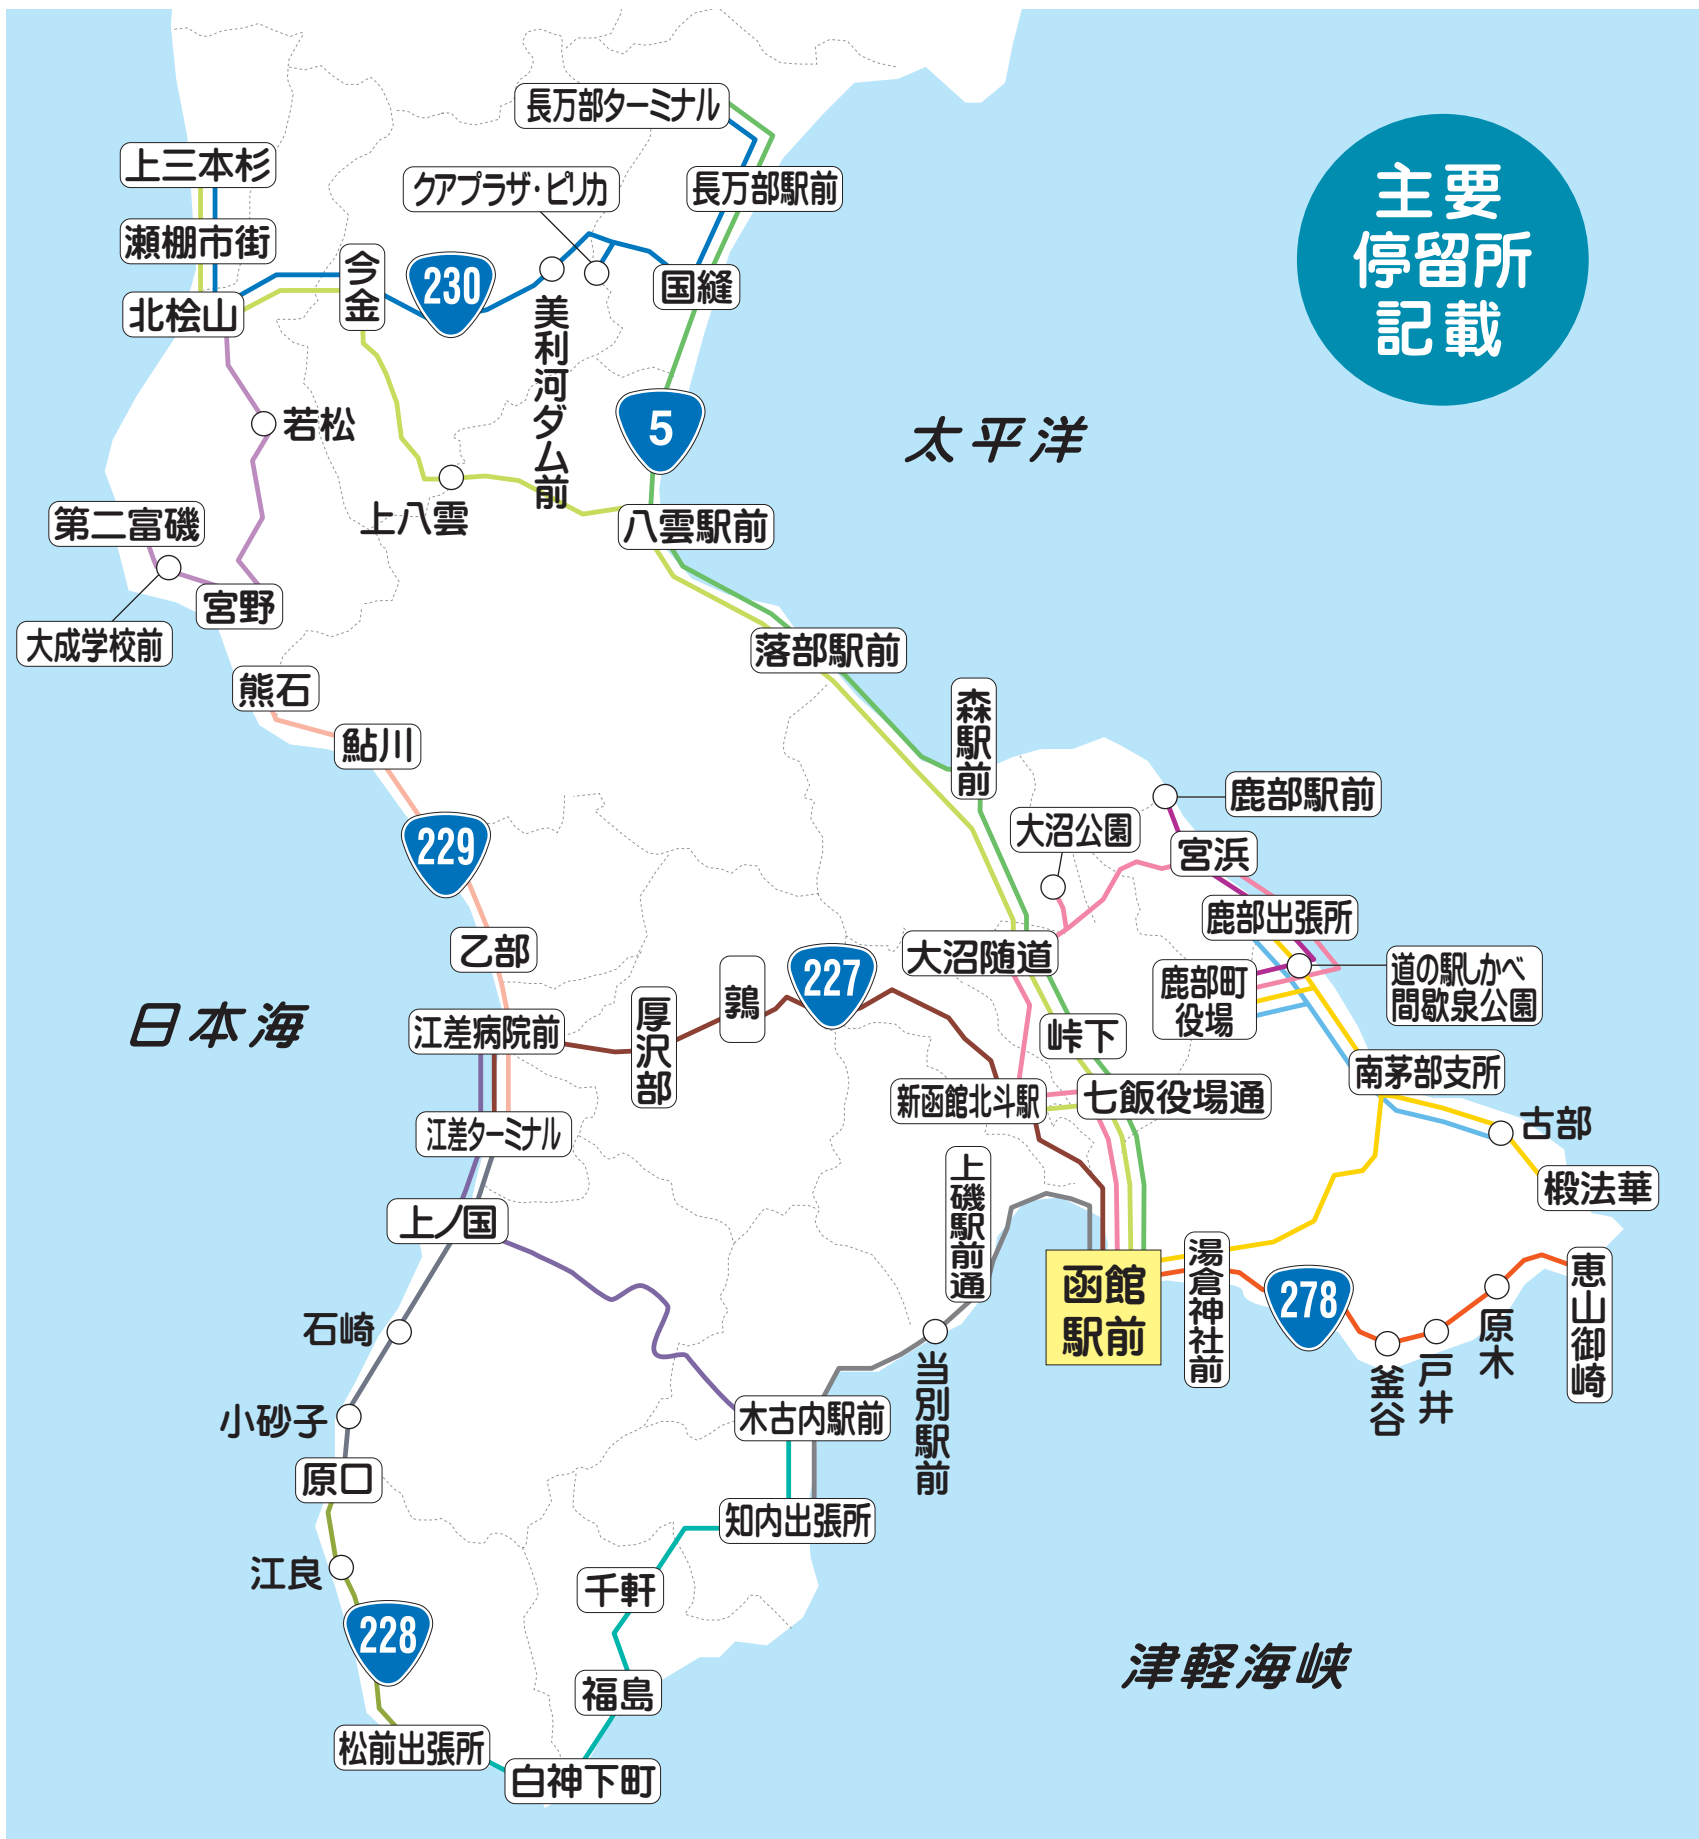 主要
停留所
記載
長万部ターミナル
上三本杉
クアプラザ・ピリカ
長万部駅前
瀬棚市街
今金
230
国縫
北桧山
美利河ダム前
若松
5
太平洋
上八雲
第二富磯
八雲駅前
宮野
大成学校前
落部駅前
熊石
森駅前
鮎川
鹿部駅前
大沼公園
宮浜
229
鹿部出張所
乙部
大沼随道
227
道の駅しかべ
間歇泉公園
鹿部町
役場
鶉
厚沢部
日本海
江差病院前
峠下
南茅部支所
新函館北斗駅
七飯役場通
江差ターミナル
古部
上磯駅前通
椴法華
上ノ国
湯倉神社前
函館
駅前
恵山御崎
278
石崎
原木
戸井
釜谷
当別駅前
小砂子
木古内駅前
原口
知内出張所
江良
千軒
228
津軽海峡
福島
松前出張所
白神下町